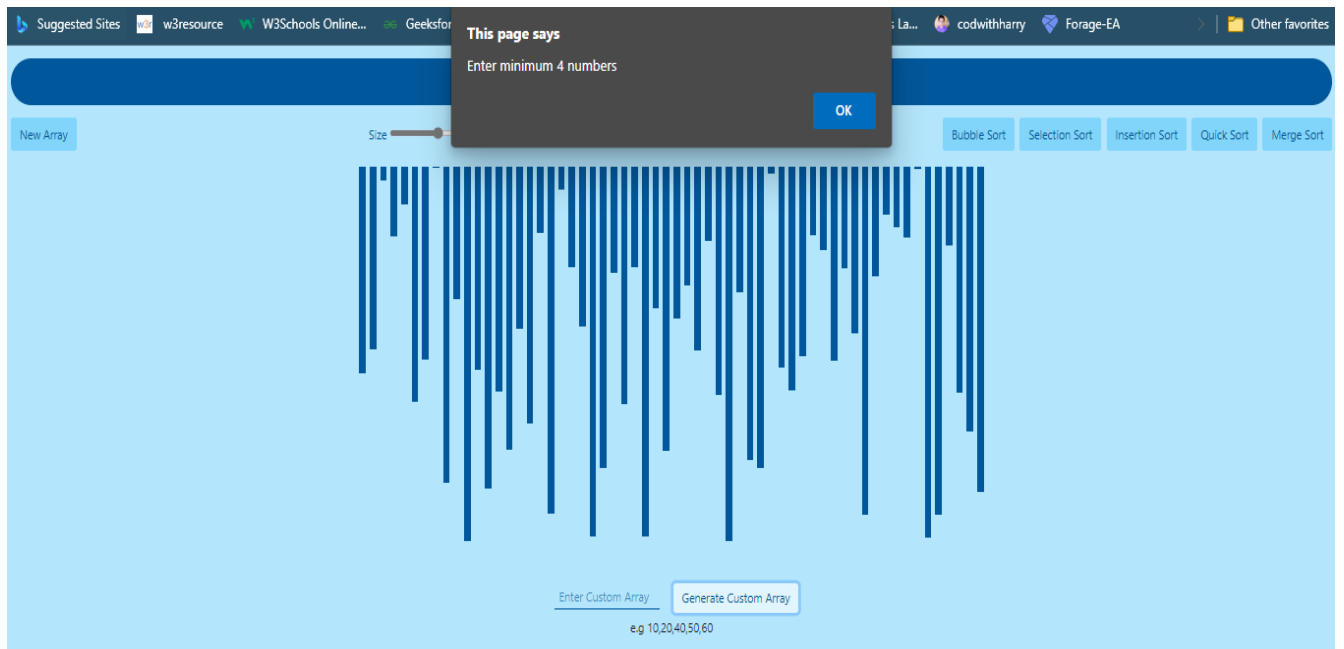 Suggested Sites w3r w3resource W3Schools Online... Geeksfor s La... codwithharry Forage-EA Other favorites
This page says
Enter minimum 4 numbers
OK
New Array Size Bubble Sort Selection Sort Insertion Sort Quick Sort Merge Sort
Enter Custom Array Generate Custom Array
e.g 10,20,40,50,60